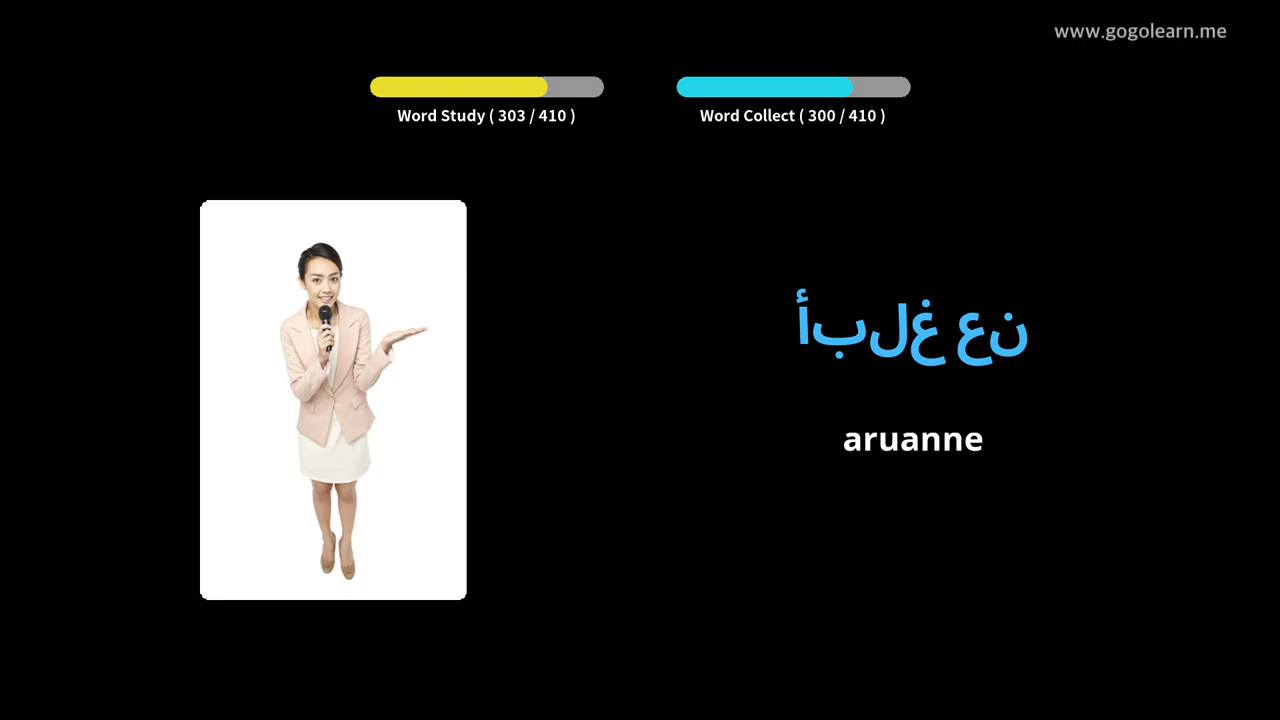 www.gogolearn.me
Word Study ( 303 / 410 )
Word Collect ( 300 / 410 )
أبلغ عن
aruanne